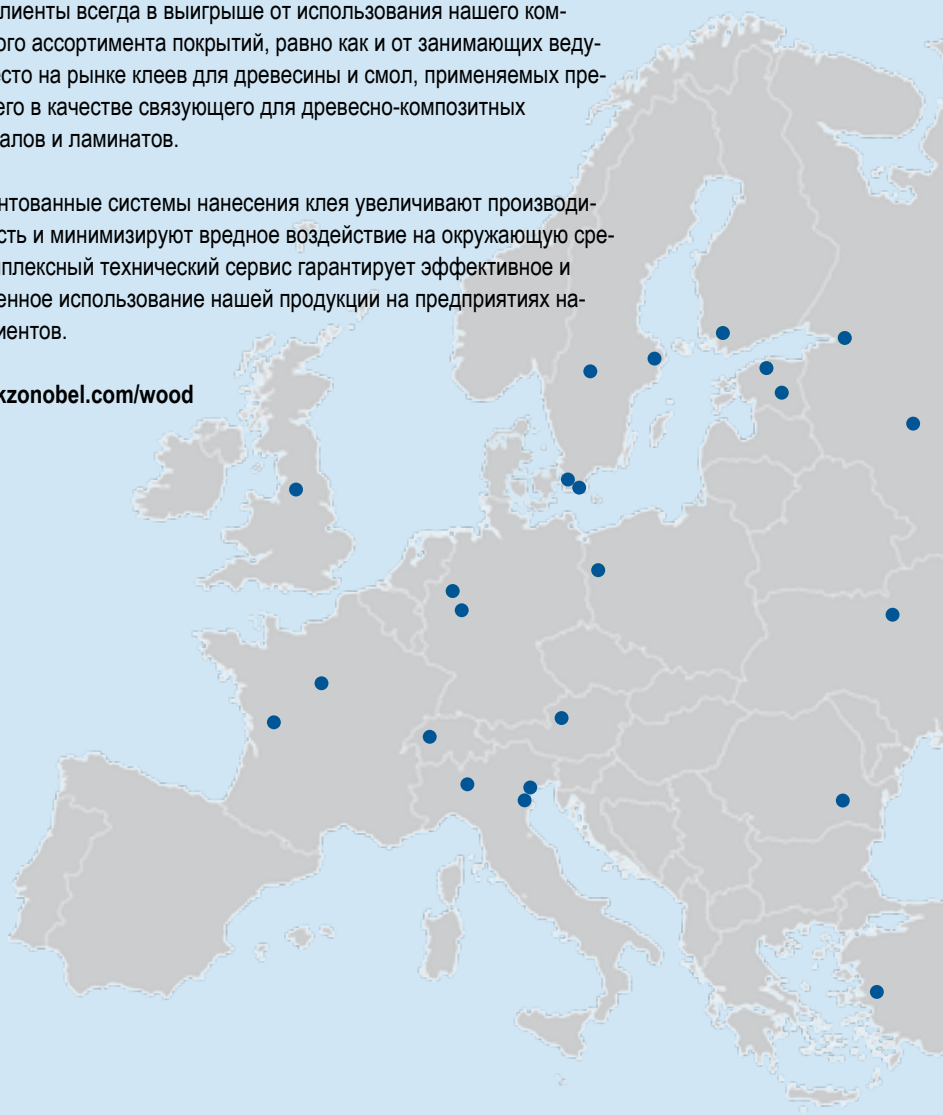 лиенты всегда в выигрыше от использования нашего ком-
ого ассортимента покрытий, равно как и от занимающих веду-
есто на рынке клеев для древесины и смол, применяемых пре-
его в качестве связующего для древесно-композитных
алов и ламинатов.
нтованные системы нанесения клея увеличивают производи-
сть и минимизируют вредное воздействие на окружающую сре-
мплексный технический сервис гарантирует эффективное и
енное использование нашей продукции на предприятиях на-
иентов.
kzonobel.com/wood